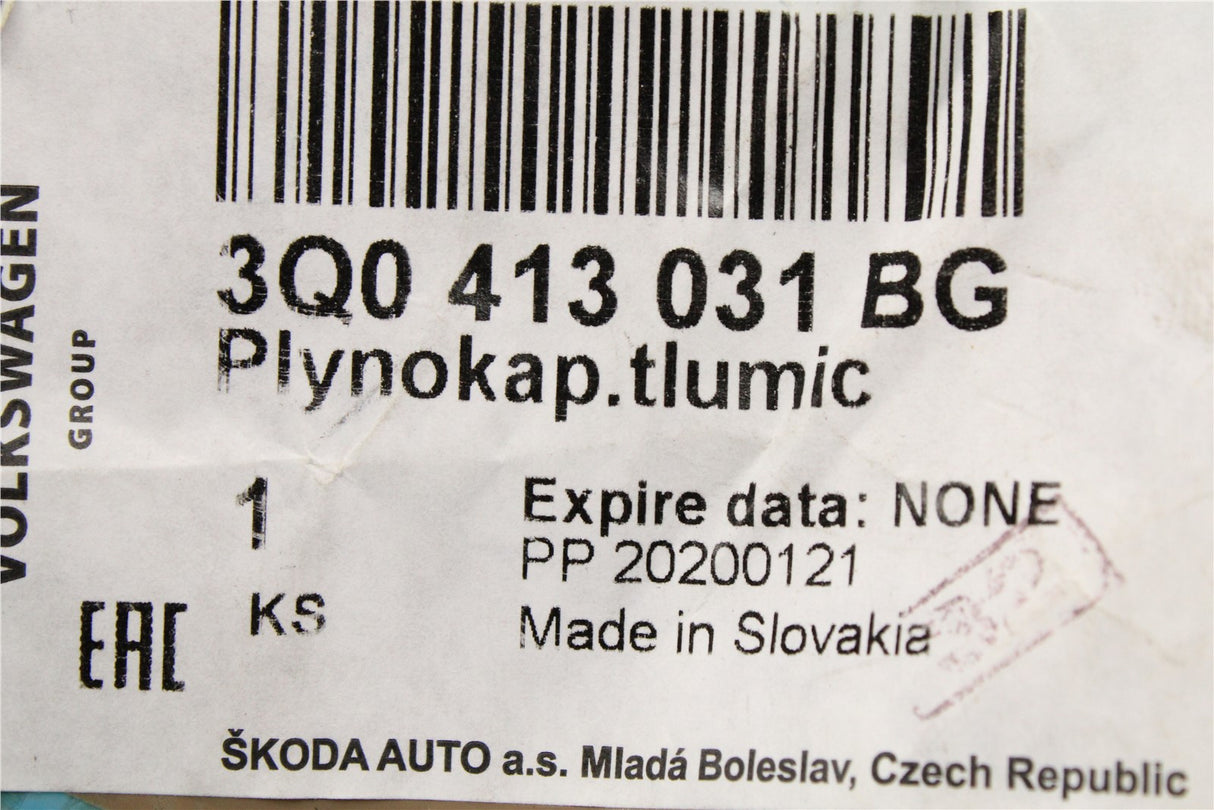 3Q0 413 031 BG
Plynokap.tlumic
1
KS
Expire data: NONE
PP 20200121
Made in Slovakia
ŠKODA AUTO a.s. Mladá Boleslav, Czech Republic
VOLKSWAGEN
GROUP
EAC